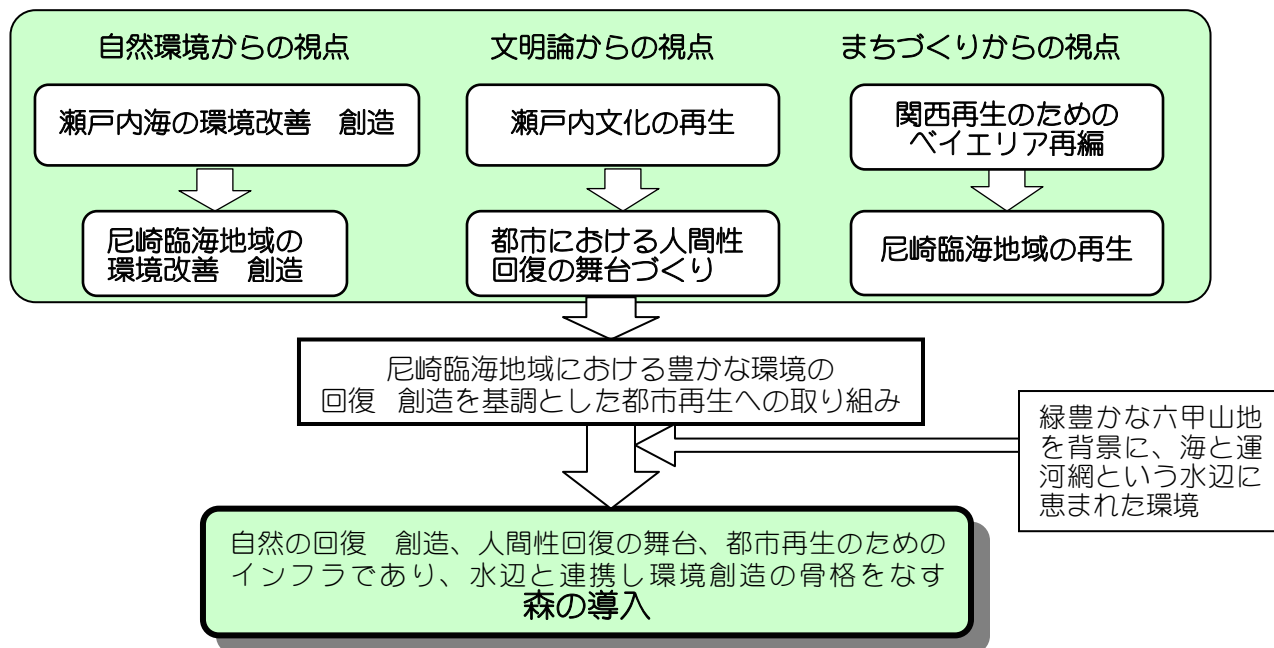 自然環境からの視点
文明論からの視点
まちづくりからの視点
瀬戸内海の環境改善　創造
瀬戸内文化の再生
関西再生のための
ベイエリア再編
尼崎臨海地域の
環境改善　創造
都市における人間性
回復の舞台づくり
尼崎臨海地域の再生
尼崎臨海地域における豊かな環境の
回復　創造を基調とした都市再生への取り組み
緑豊かな六甲山地
を背景に、海と運
河網という水辺に
恵まれた環境
自然の回復　創造、人間性回復の舞台、都市再生のための
インフラであり、水辺と連携し環境創造の骨格をなす
森の導入